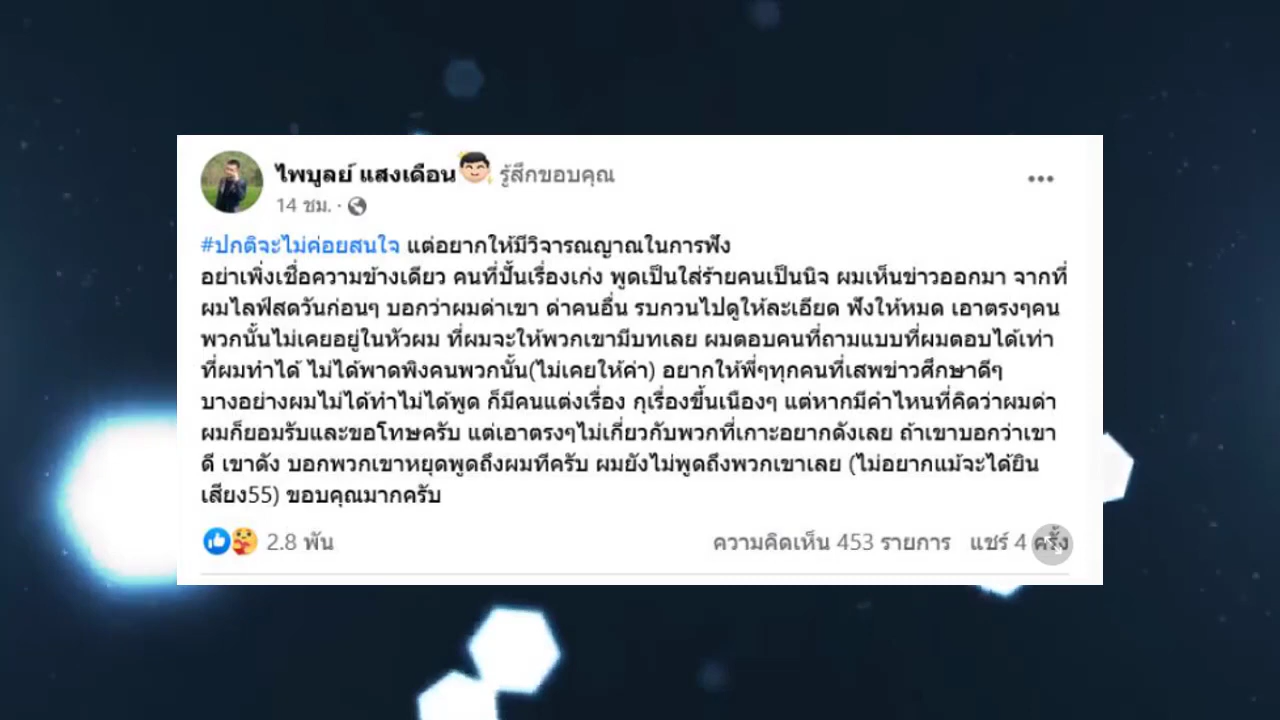 ไพบูลย์ แสงเดือน รู้สึกขอบคุณ
14 ชม. ·
#ปกติจะไม่ค่อยสนใจ แต่อยากให้มีวิจารณญาณในการฟัง
อย่าเพิ่งเชื่อความข้างเดียว คนที่ปั้นเรื่องเก่ง พูดเป็นใส่ร้ายคนเป็นนิจ ผมเห็นข่าวออกมา จากที่
ผมไลฟ์สดวันก่อนๆ บอกว่าผมด่าเขา ด่าคนอื่น รบกวนไปดูให้ละเอียด ฟังให้หมด เอาตรงๆคน
พวกนั้นไม่เคยอยู่ในหัวผม ที่ผมจะให้พวกเขามีบทเลย ผมตอบคนที่ถามแบบที่ผมตอบได้เท่า
ที่ผมทำได้ ไม่ได้พาดพิงคนพวกนั้น(ไม่เคยให้ค่า) อยากให้พี่ๆทุกคนที่เสพข่าวศึกษาดีๆ
บางอย่างผมไม่ได้ทำไม่ได้พูด ก็มีคนแต่งเรื่อง กุเรื่องขึ้นเนืองๆ แต่หากมีคำไหนที่คิดว่าผมด่า
ผมก็ยอมรับและขอโทษครับ แต่เอาตรงๆไม่เกี่ยวกับพวกที่เกาะอยากดังเลย ถ้าเขาบอกว่าเขา
ดี เขาดัง บอกพวกเขาหยุดพูดถึงผมทีครับ ผมยังไม่พูดถึงพวกเขาเลย (ไม่อยากแม้จะได้ยิน
เสียง55) ขอบคุณมากครับ
2.8 พัน ความคิดเห็น 453 รายการ แชร์ 4 ครั้ง